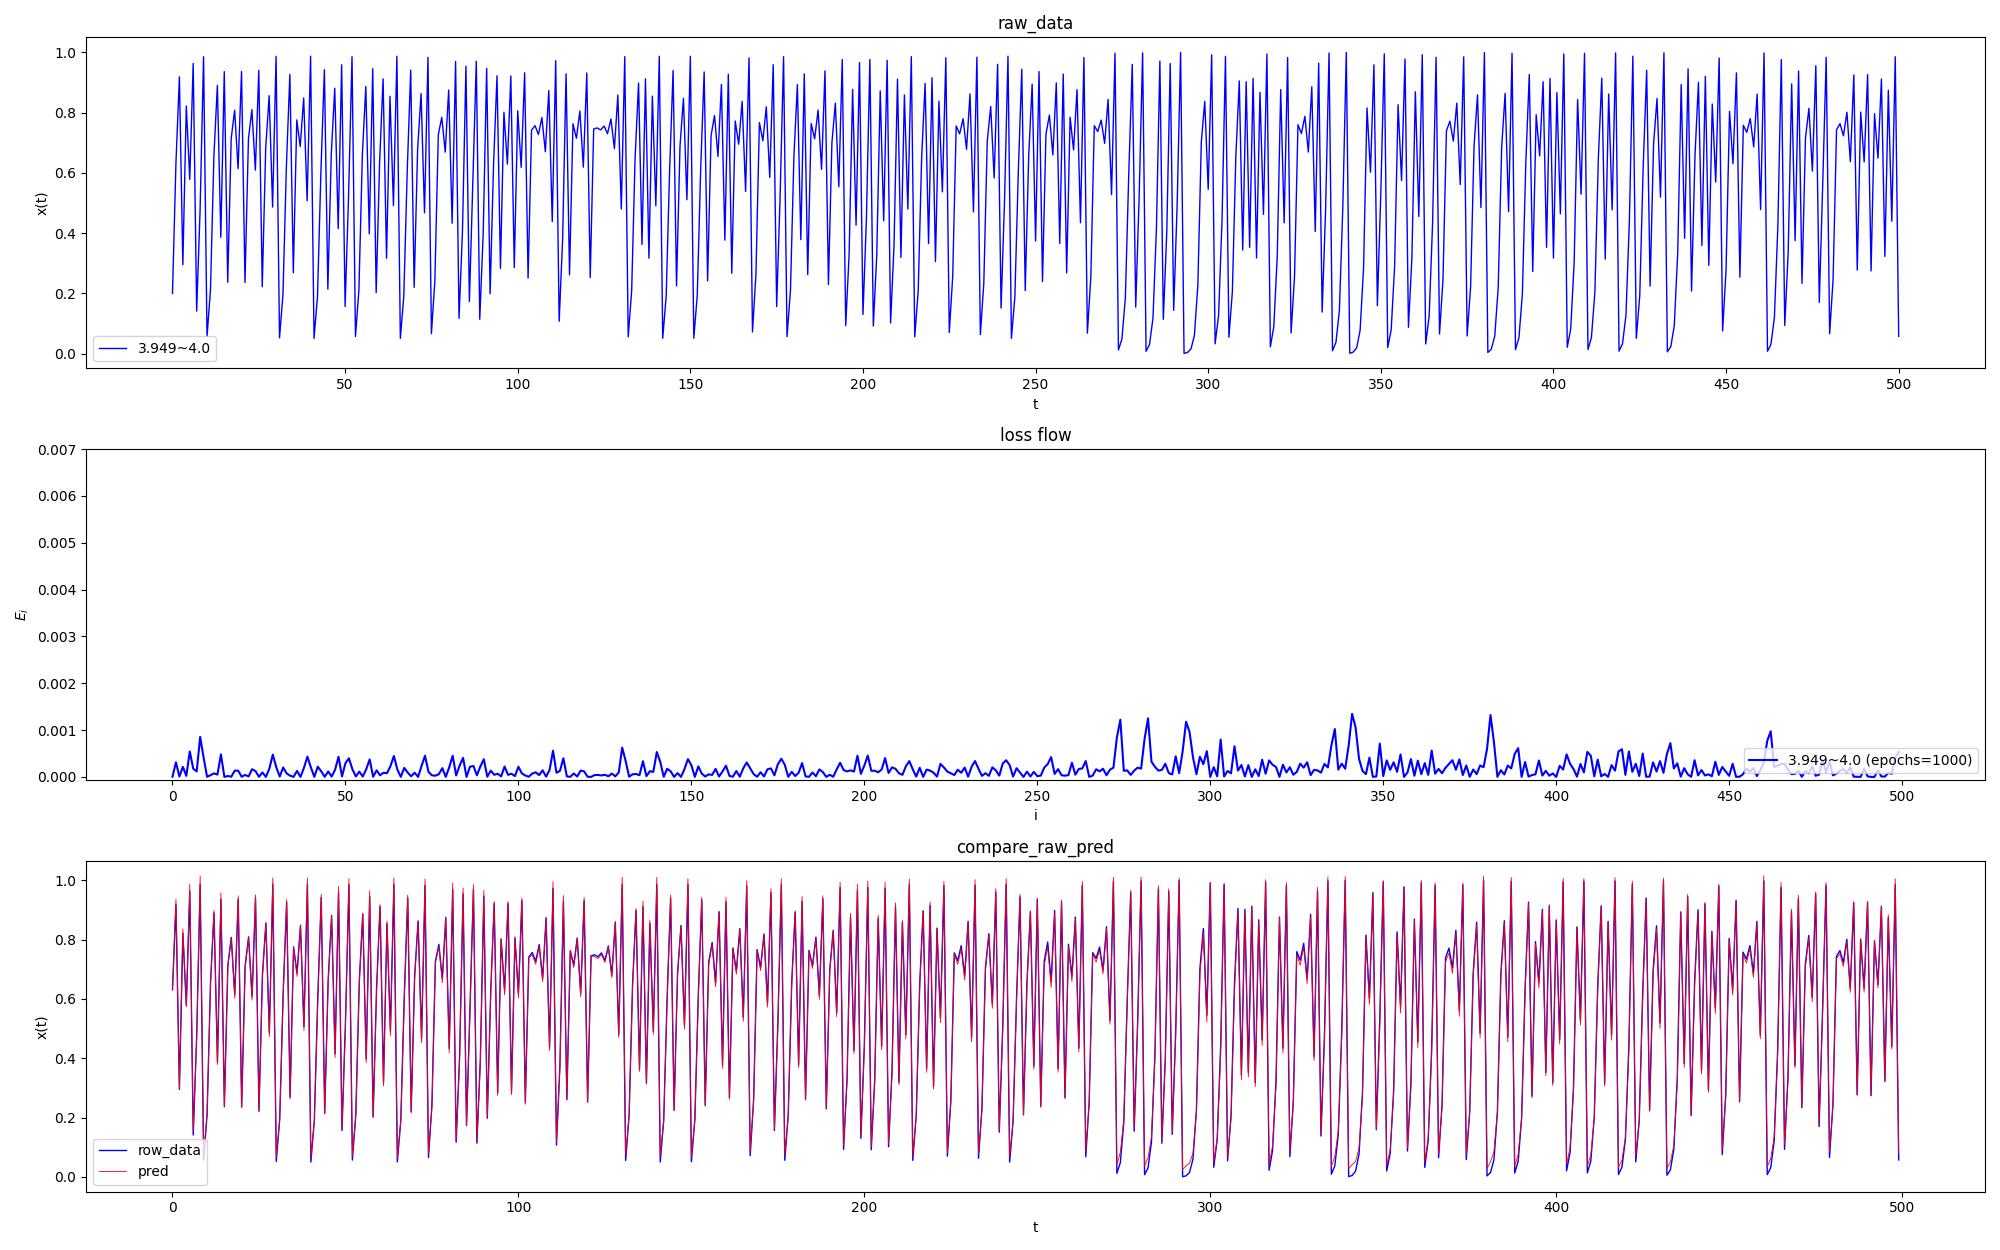 raw_data
1.0
0.8
0.6
0.4
0.2
0.0
x(t)
3.949~4.0
50 100 150 200 250 300 350 400 450 500
t
loss flow
0.007
0.006
0.005
0.004
0.003
0.002
0.001
0.000
E_i
3.949~4.0 (epochs=1000)
0 50 100 150 200 250 300 350 400 450 500
i
compare_raw_pred
1.0
0.8
0.6
0.4
0.2
0.0
x(t)
row_data
pred
0 100 200 300 400 500
t